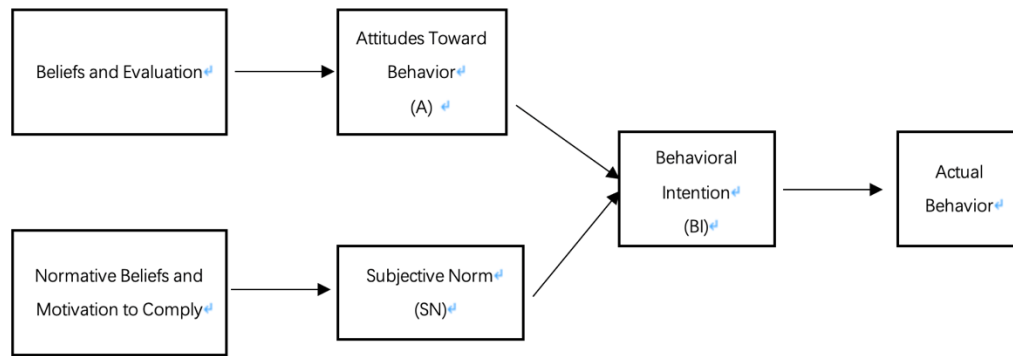 Beliefs and Evaluation
Attitudes Toward
Behavior
(A)
Normative Beliefs and
Motivation to Comply
Subjective Norm
(SN)
Behavioral
Intention
(BI)
Actual
Behavior